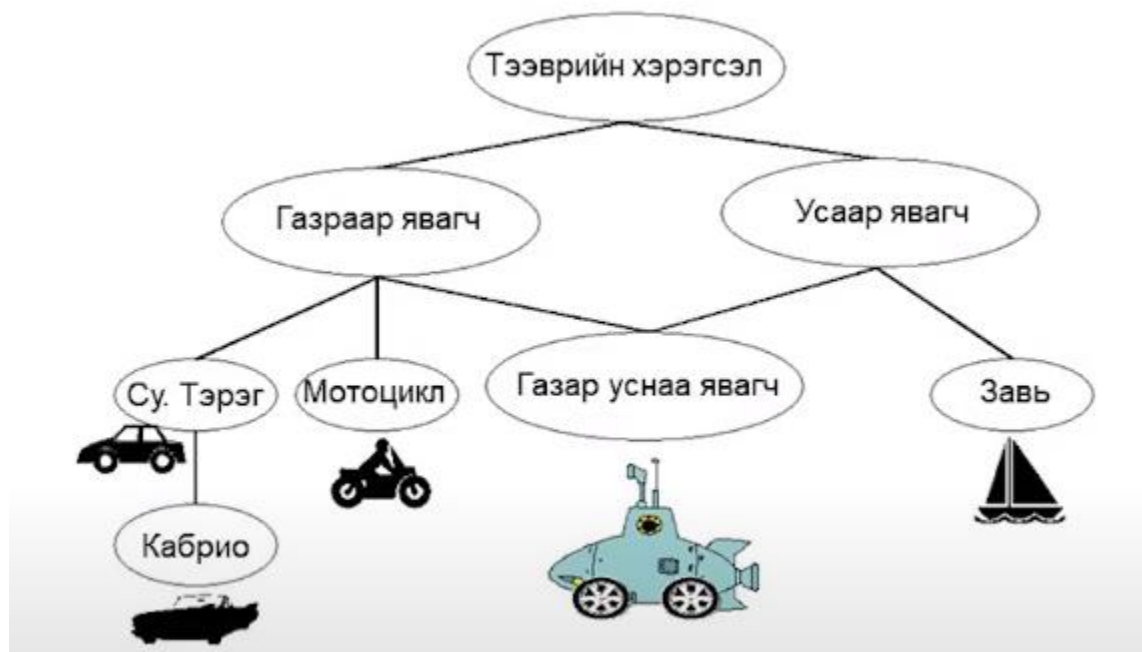 Тээврийн хэрэгсэл
Газраар явагч
Усаар явагч
Су. Тэрэг
Мотоцикл
Газар уснаа явагч
Завь
Кабрио